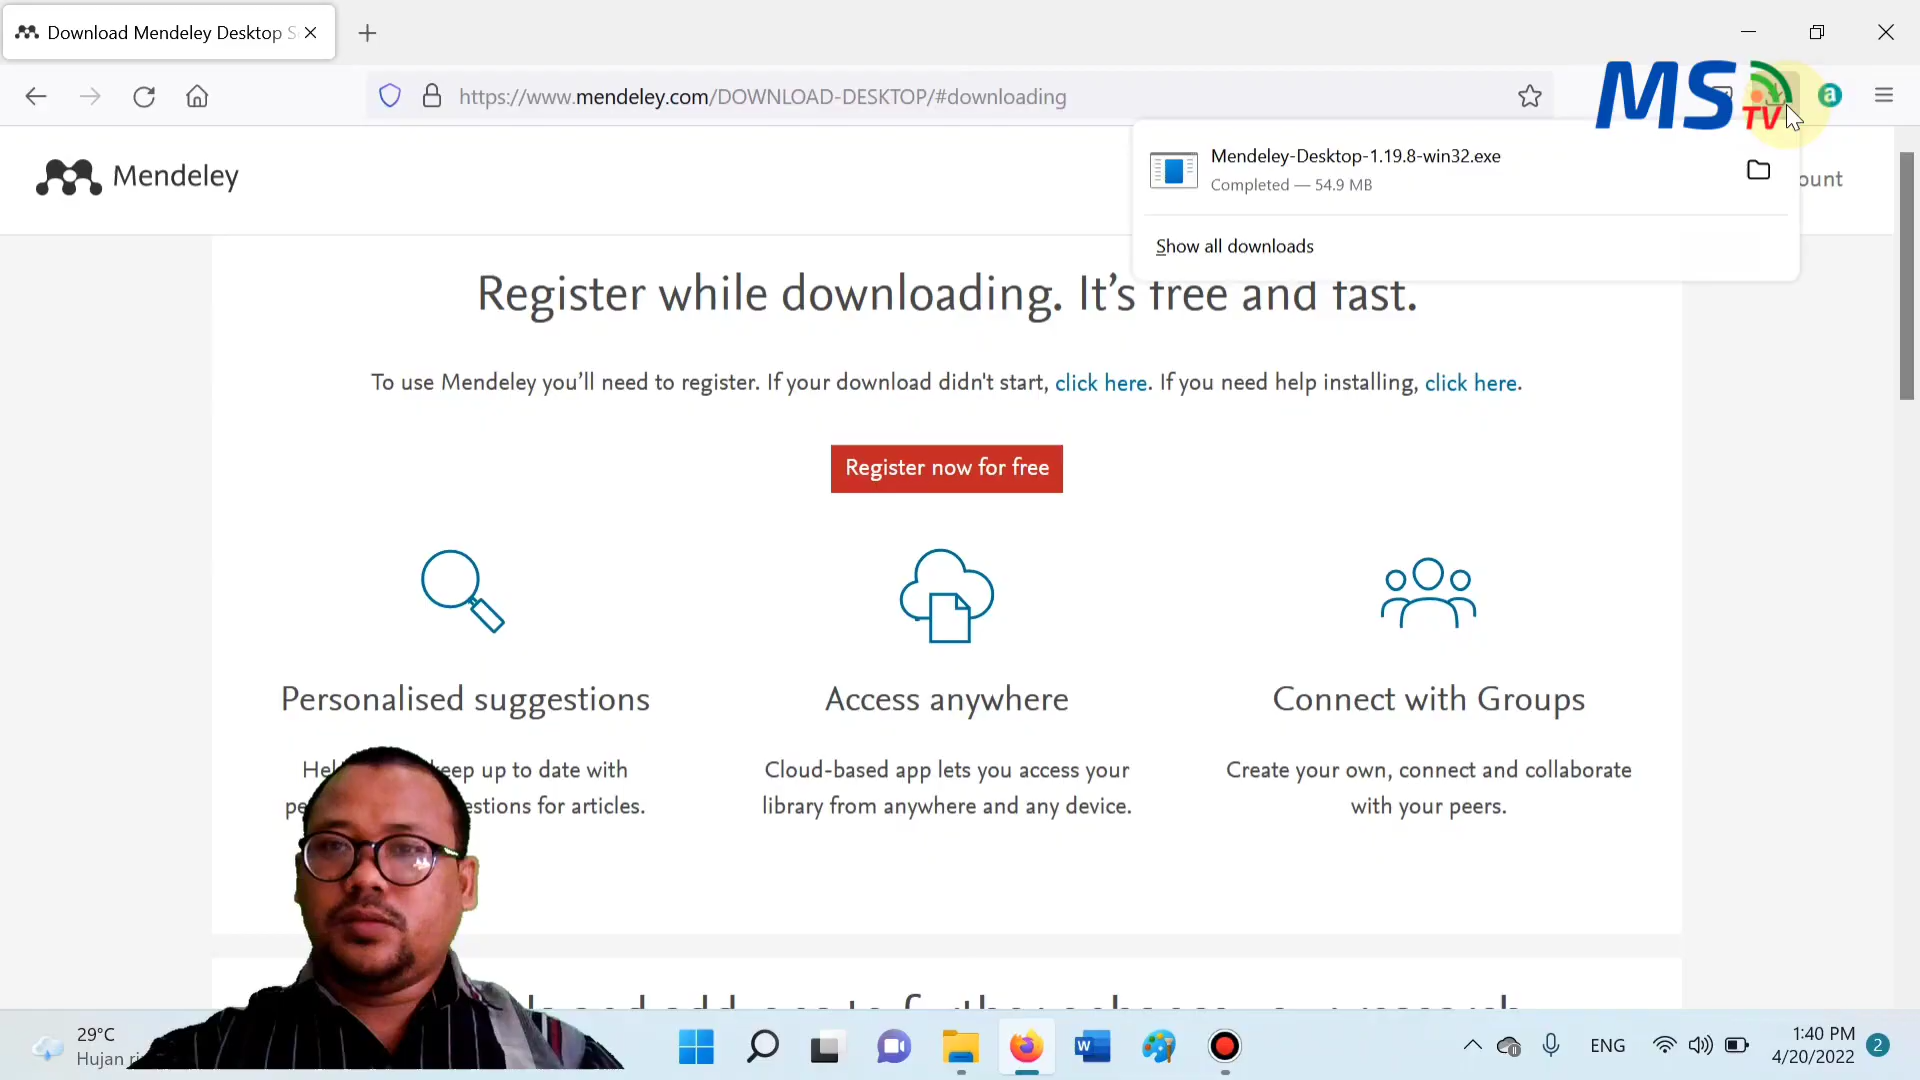 Download Mendeley Desktop S
https://www.mendeley.com/DOWNLOAD-DESKTOP/#downloading
MS
TV
a
Mendeley
Mendeley-Desktop-1.19.8-win32.exe
Completed — 54.9 MB
Show all downloads
ount
Register while downloading. It's free and fast.
To use Mendeley you'll need to register. If your download didn't start, click here. If you need help installing, click here.
Register now for free
Personalised suggestions
Access anywhere
Connect with Groups
eep up to date with
estions for articles.
Cloud-based app lets you access your
library from anywhere and any device.
Create your own, connect and collaborate
with your peers.
29°C
Hujan ri
W
ENG
1:40 PM
4/20/2022
2